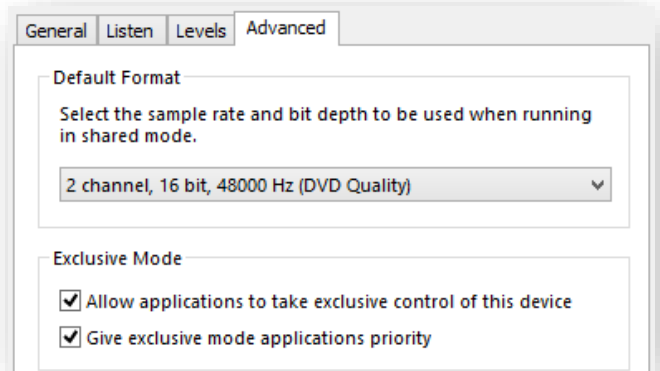 General Listen Levels Advanced
Default Format
Select the sample rate and bit depth to be used when running
in shared mode.
2 channel, 16 bit, 48000 Hz (DVD Quality)
Exclusive Mode
Allow applications to take exclusive control of this device
Give exclusive mode applications priority